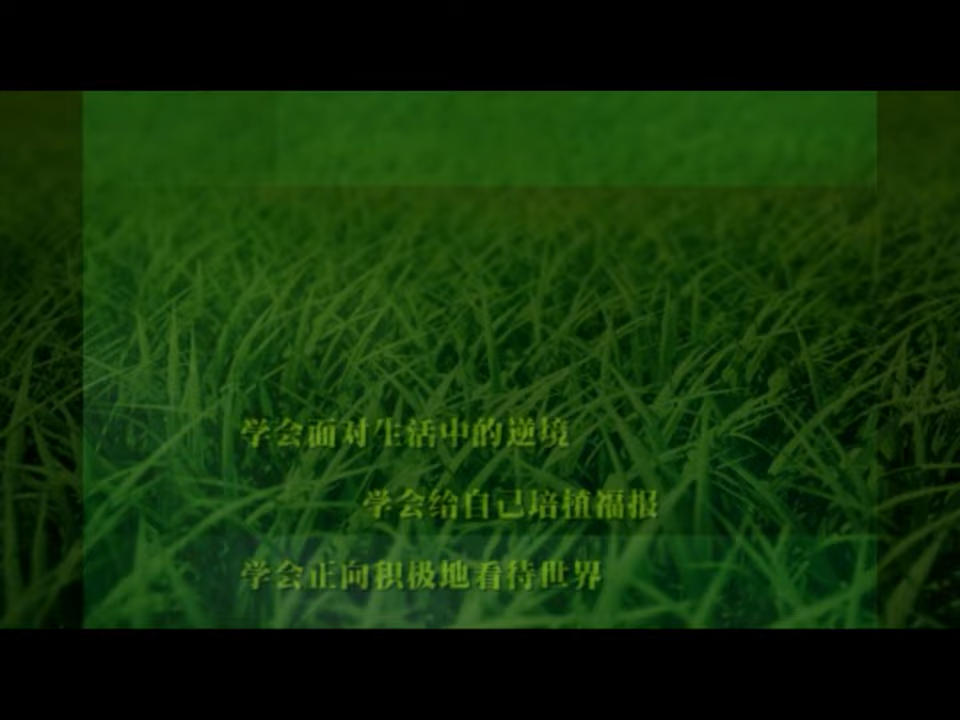 学会面对生活中的逆境
学会给自己培植福报
学会正向积极地看待世界